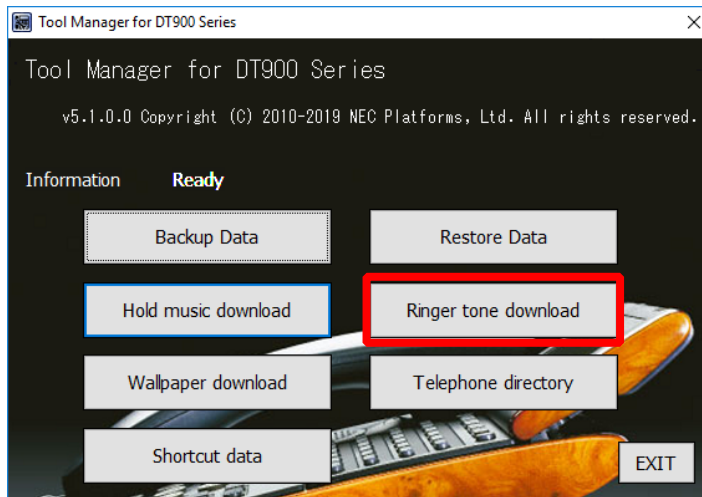 Tool Manager for DT900 Series
Tool Manager for DT900 Series
v5.1.0.0 Copyright (C) 2010-2019 NEC Platforms, Ltd. All rights reserved.
Information Ready
Backup Data Restore Data
Hold music download Ringer tone download
Wallpaper download Telephone directory
Shortcut data EXIT